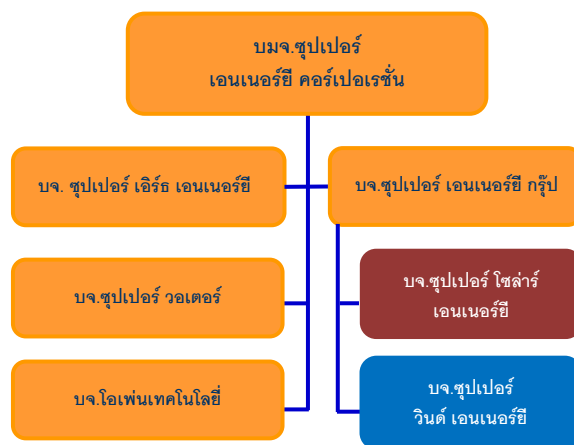 บมจ.ซุปเปอร์
เอนเนอร์ยี คอร์เปอเรชั่น
บจ. ซุปเปอร์ เอิร์ธ เอนเนอร์ยี
บจ.ซุปเปอร์ เอนเนอร์ยี กรุ๊ป
บจ.ซุปเปอร์ วอเตอร์
บจ.ซุปเปอร์ โซล่าร์
เอนเนอร์ยี
บจ.โอเพ่นเทคโนโลยี่
บจ.ซุปเปอร์
วินด์ เอนเนอร์ยี